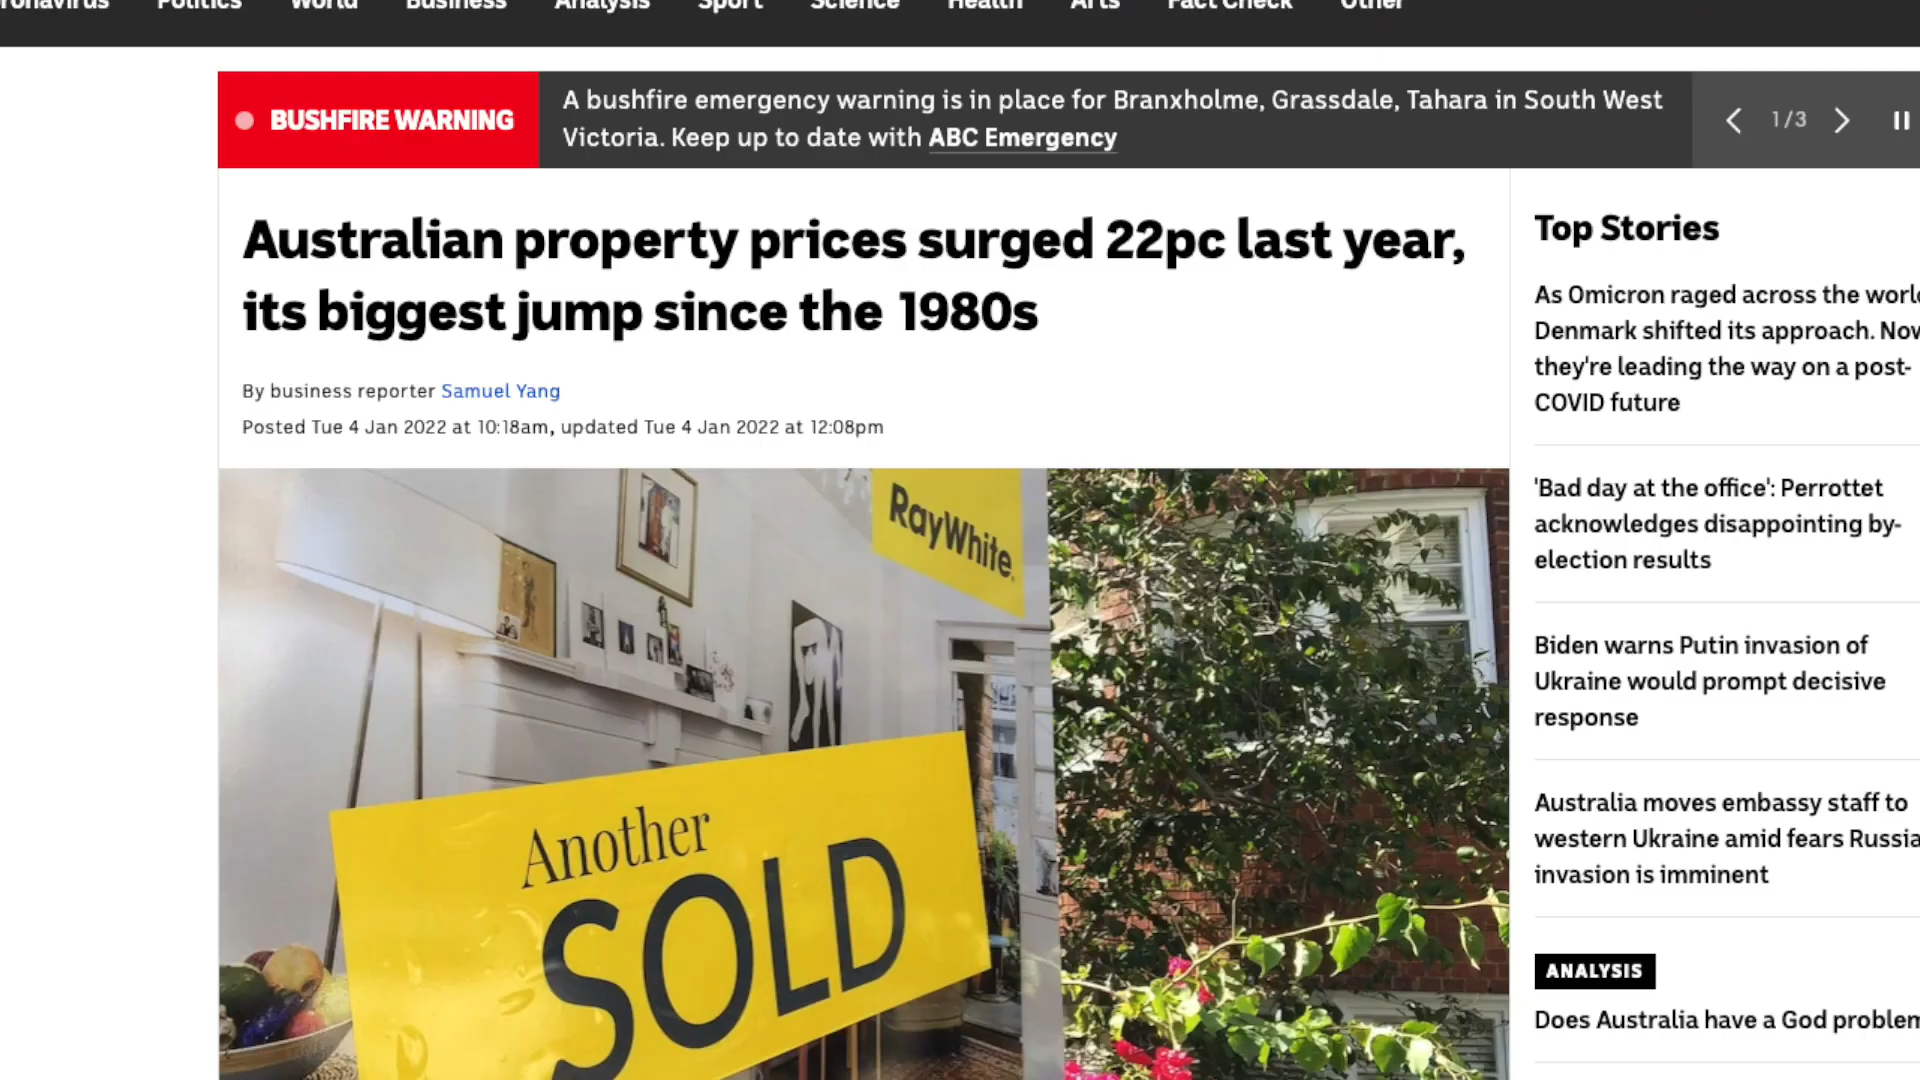 Politics World Business Analysis Sport Science Health Arts Fact Check Other
BUSHFIRE WARNING
A bushfire emergency warning is in place for Branxholme, Grassdale, Tahara in South West
Victoria. Keep up to date with ABC Emergency
1/3
Australian property prices surged 22pc last year,
its biggest jump since the 1980s
By business reporter Samuel Yang
Posted Tue 4 Jan 2022 at 10:18am, updated Tue 4 Jan 2022 at 12:08pm
RayWhite.
Another
SOLD
Top Stories
As Omicron raged across the
Denmark shifted its approach.
they're leading the way on a post-
COVID future
'Bad day at the office': Perrottet
acknowledges disappointing by-
election results
Biden warns Putin invasion of
Ukraine would prompt decisive
response
Australia moves embassy staff to
western Ukraine amid fears Russia
invasion is imminent
ANALYSIS
Does Australia have a God